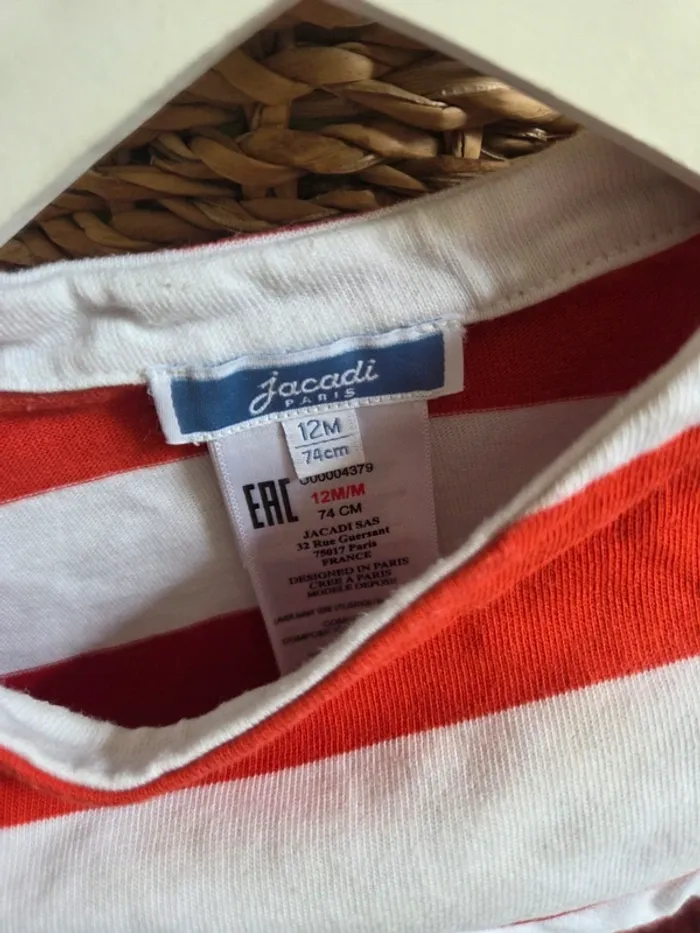 jacadi
PARIS
12M
74cm
000004379
EAC
12M/M
74 CM
JACADI SAS
32 Rue Guersant
75017 Paris
FRANCE
DESIGNED IN PARIS
CREE A PARIS
MODELE DEPOSE